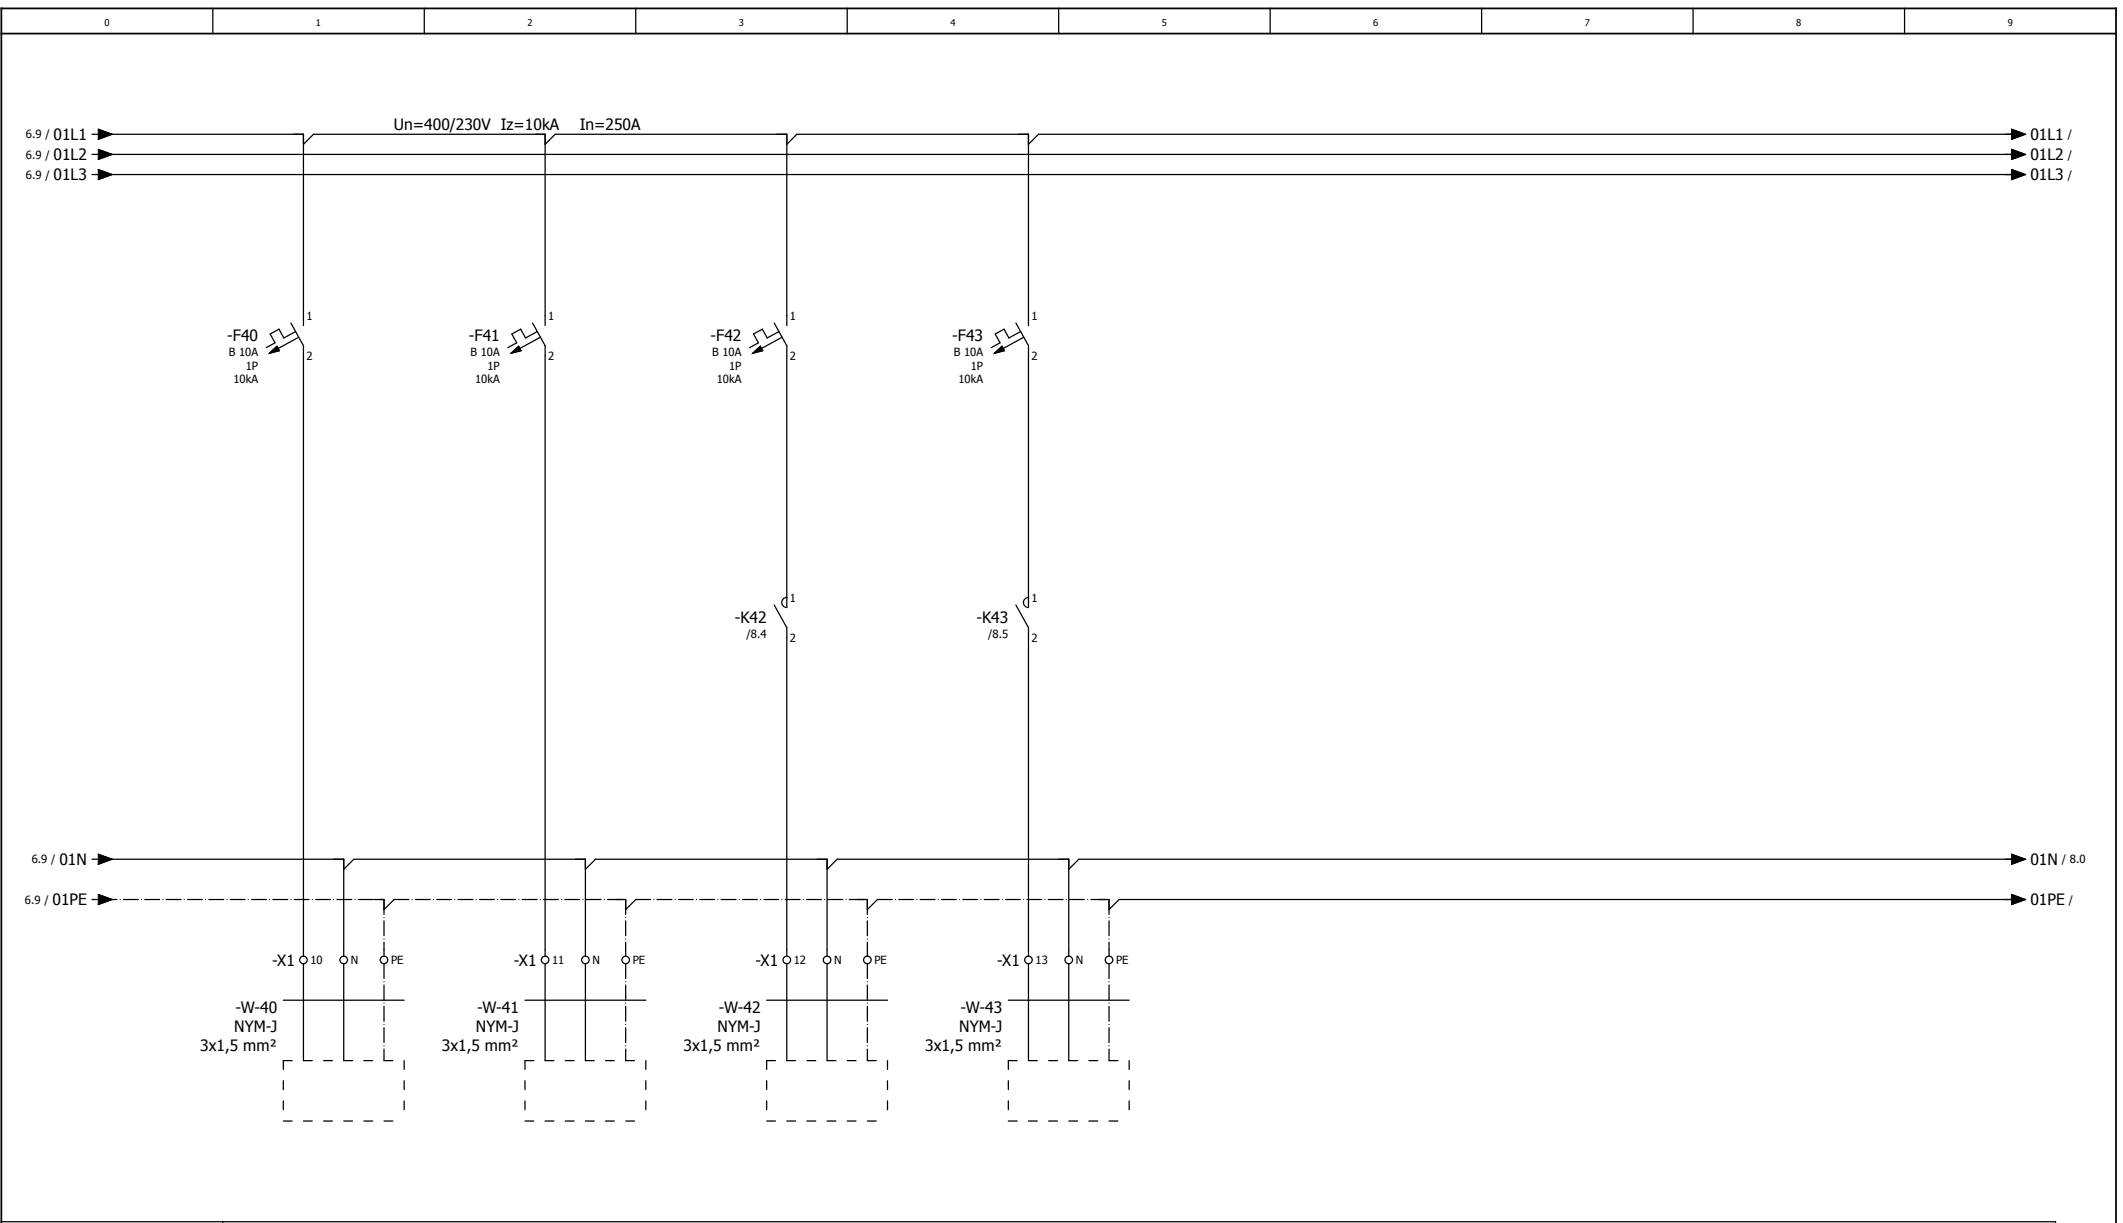 0 1 2 3 4 5 6 7 8 9
Un=400/230V Iz=10kA In=250A
6.9 / 01L1 01L1 /
6.9 / 01L2 01L2 /
6.9 / 01L3 01L3 /
1 1 1 1
-F40 -F41 -F42 -F43
B 10A 2 B 10A 2 B 10A 2 B 10A 2
1P 1P 1P 1P
10kA 10kA 10kA 10kA
1 1
-K42 -K43
/8.4 2 /8.5 2
6.9 / 01N 01N / 8.0
6.9 / 01PE 01PE /
-X1 10 N PE -X1 11 N PE -X1 12 N PE -X1 13 N PE
-W-40 -W-41 -W-42 -W-43
NYM-J NYM-J NYM-J NYM-J
3x1,5 mm² 3x1,5 mm² 3x1,5 mm² 3x1,5 mm²